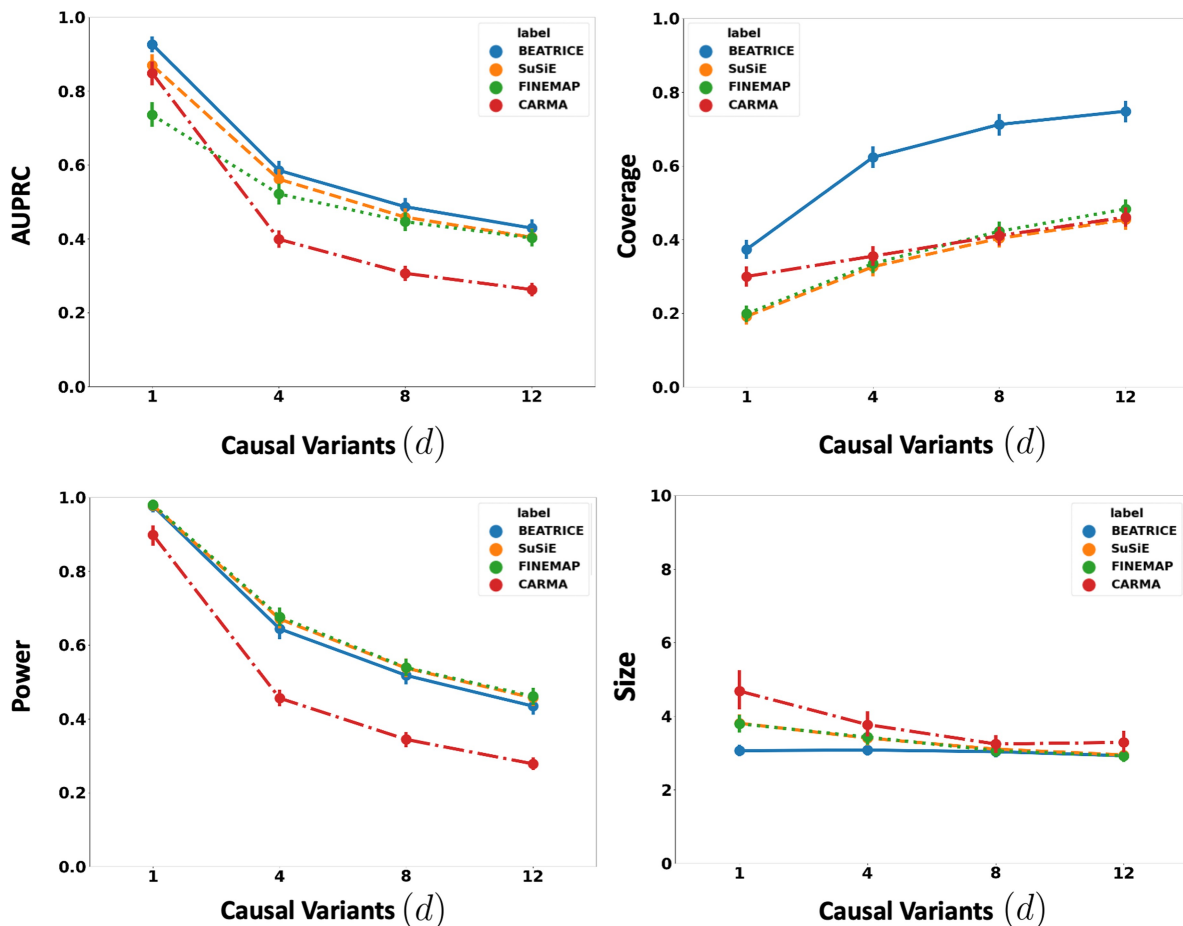 AUPRC
1.0
0.8
0.6
0.4
0.2
0.0
label
BEATRICE
SuSiE
FINEMAP
CARMA
1 4 8 12
Causal Variants (d)
Coverage
1.0
0.8
0.6
0.4
0.2
0.0
label
BEATRICE
SuSiE
FINEMAP
CARMA
1 4 8 12
Causal Variants (d)
Power
1.0
0.8
0.6
0.4
0.2
0.0
label
BEATRICE
SuSiE
FINEMAP
CARMA
1 4 8 12
Causal Variants (d)
Size
10
8
6
4
2
0
label
BEATRICE
SuSiE
FINEMAP
CARMA
1 4 8 12
Causal Variants (d)